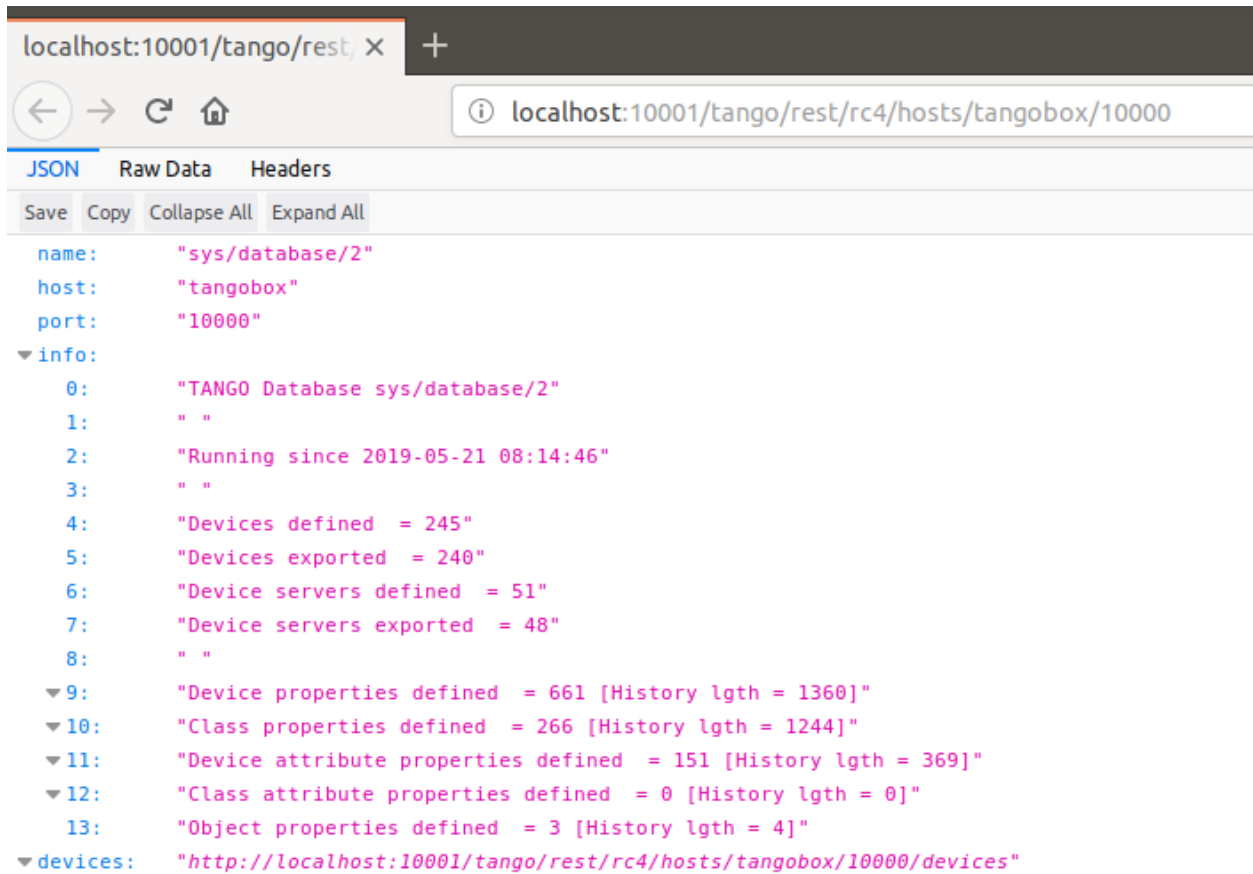 localhost:10001/tango/rest/
localhost:10001/tango/rest/rc4/hosts/tangobox/10000
JSON Raw Data Headers
Save Copy Collapse All Expand All
name: "sys/database/2"
host: "tangobox"
port: "10000"
info:
0: "TANGO Database sys/database/2"
1: " "
2: "Running since 2019-05-21 08:14:46"
3: " "
4: "Devices defined  = 245"
5: "Devices exported  = 240"
6: "Device servers defined  = 51"
7: "Device servers exported  = 48"
8: " "
9: "Device properties defined  = 661 [History lgth = 1360]"
10: "Class properties defined  = 266 [History lgth = 1244]"
11: "Device attribute properties defined  = 151 [History lgth = 369]"
12: "Class attribute properties defined  = 0 [History lgth = 0]"
13: "Object properties defined  = 3 [History lgth = 4]"
devices: "http://localhost:10001/tango/rest/rc4/hosts/tangobox/10000/devices"